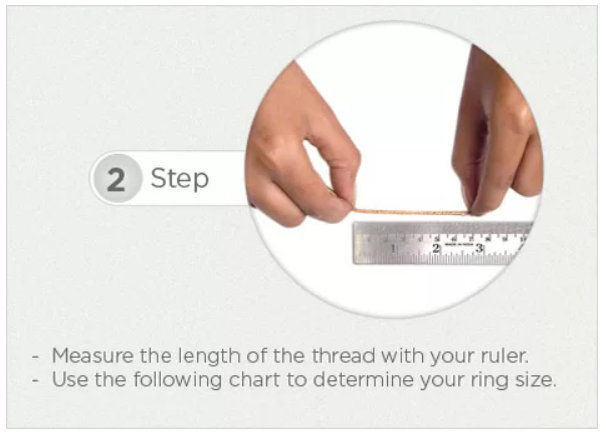 2 Step
1 2 3
- Measure the length of the thread with your ruler.
- Use the following chart to determine your ring size.